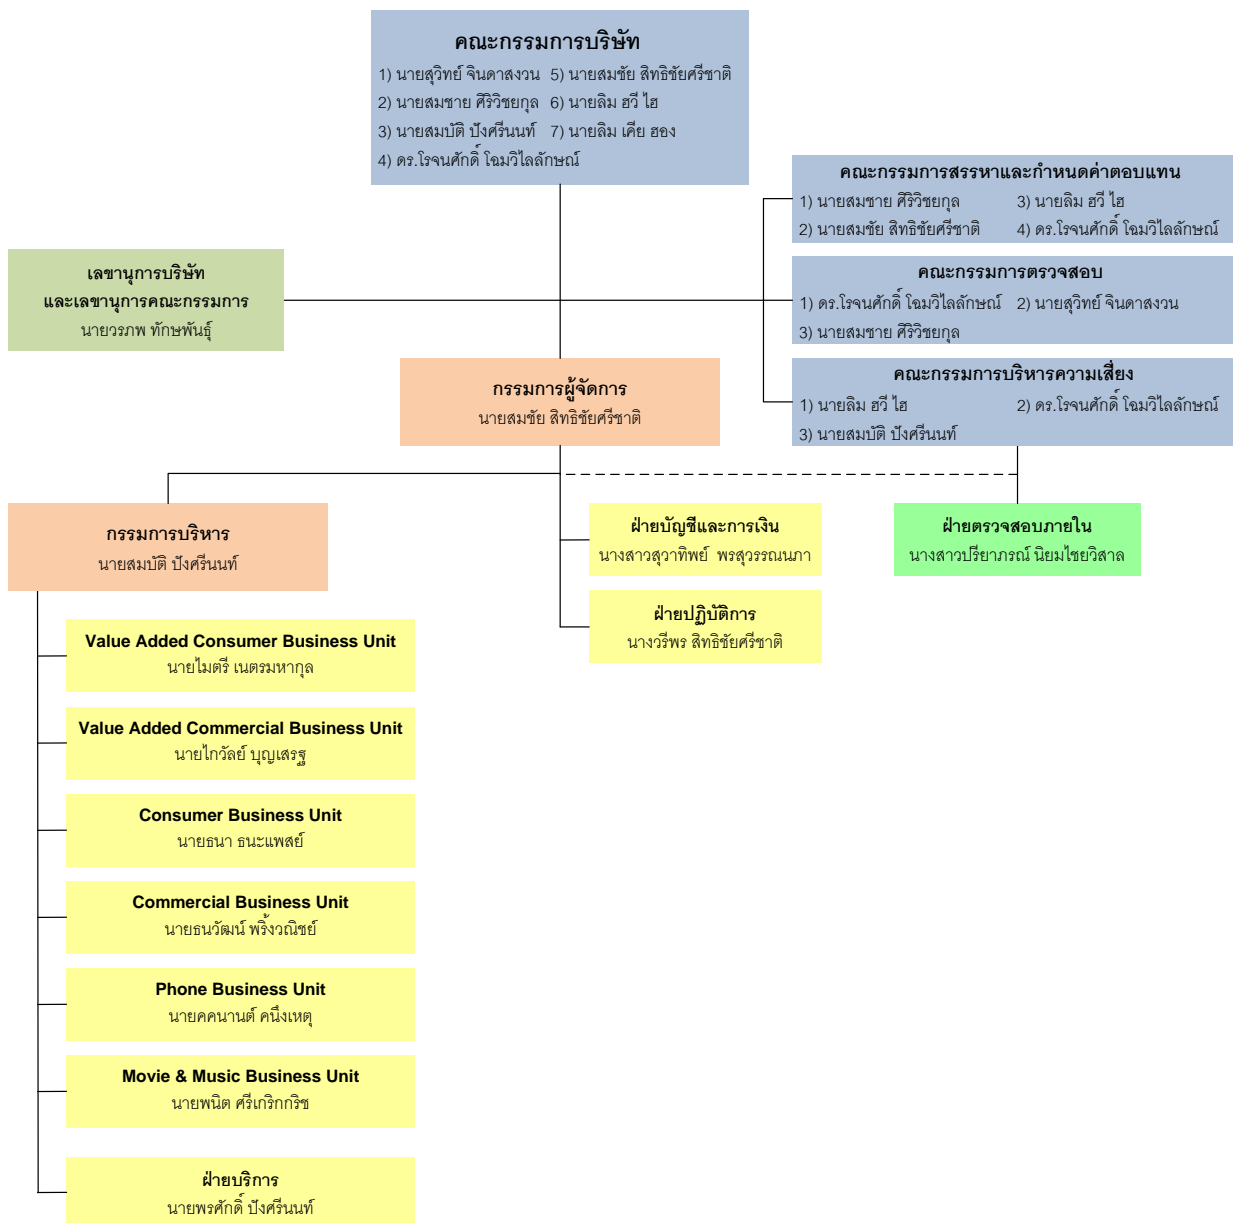 คณะกรรมการบริษัท
1) นายสุวิทย์ จินดาสงวน 5) นายสมชัย สิทธิชัยศรีชาติ
2) นายสมชาย ศิริวิชยกุล 6) นายลิม ฮวี ไฮ
3) นายสมบัติ ปังศรีนนท์ 7) นายลิม เคีย ฮอง
4) ดร.โรจนศักดิ์ โฉมวิไลลักษณ์
คณะกรรมการสรรหาและกำหนดค่าตอบแทน
1) นายสมชาย ศิริวิชยกุล 3) นายลิม ฮวี ไฮ
2) นายสมชัย สิทธิชัยศรีชาติ 4) ดร.โรจนศักดิ์ โฉมวิไลลักษณ์
เลขานุการบริษัท
และเลขานุการคณะกรรมการ
นายวรภพ ทักษพันธุ์
คณะกรรมการตรวจสอบ
1) ดร.โรจนศักดิ์ โฉมวิไลลักษณ์ 2) นายสุวิทย์ จินดาสงวน
3) นายสมชาย ศิริวิชยกุล
กรรมการผู้จัดการ
นายสมชัย สิทธิชัยศรีชาติ
คณะกรรมการบริหารความเสี่ยง
1) นายลิม ฮวี ไฮ 2) ดร.โรจนศักดิ์ โฉมวิไลลักษณ์
3) นายสมบัติ ปังศรีนนท์
กรรมการบริหาร
นายสมบัติ ปังศรีนนท์
ฝ่ายบัญชีและการเงิน
นางสาวสุวาทิพย์ พรสุวรรณนภา
ฝ่ายตรวจสอบภายใน
นางสาวปรียาภรณ์ นิยมไชยวิสาล
ฝ่ายปฏิบัติการ
นางวรีพร สิทธิชัยศรีชาติ
Value Added Consumer Business Unit
นายไมตรี เนตรมหากุล
Value Added Commercial Business Unit
นายไกวัลย์ บุญเสรฐ
Consumer Business Unit
นายธนา ธนะแพสย์
Commercial Business Unit
นายธนวัฒน์ พริ้งวณิชย์
Phone Business Unit
นายคคนานต์ คนึงเหตุ
Movie & Music Business Unit
นายพนิต ศรีเกริกกริช
ฝ่ายบริการ
นายพรศักดิ์ ปังศรีนนท์